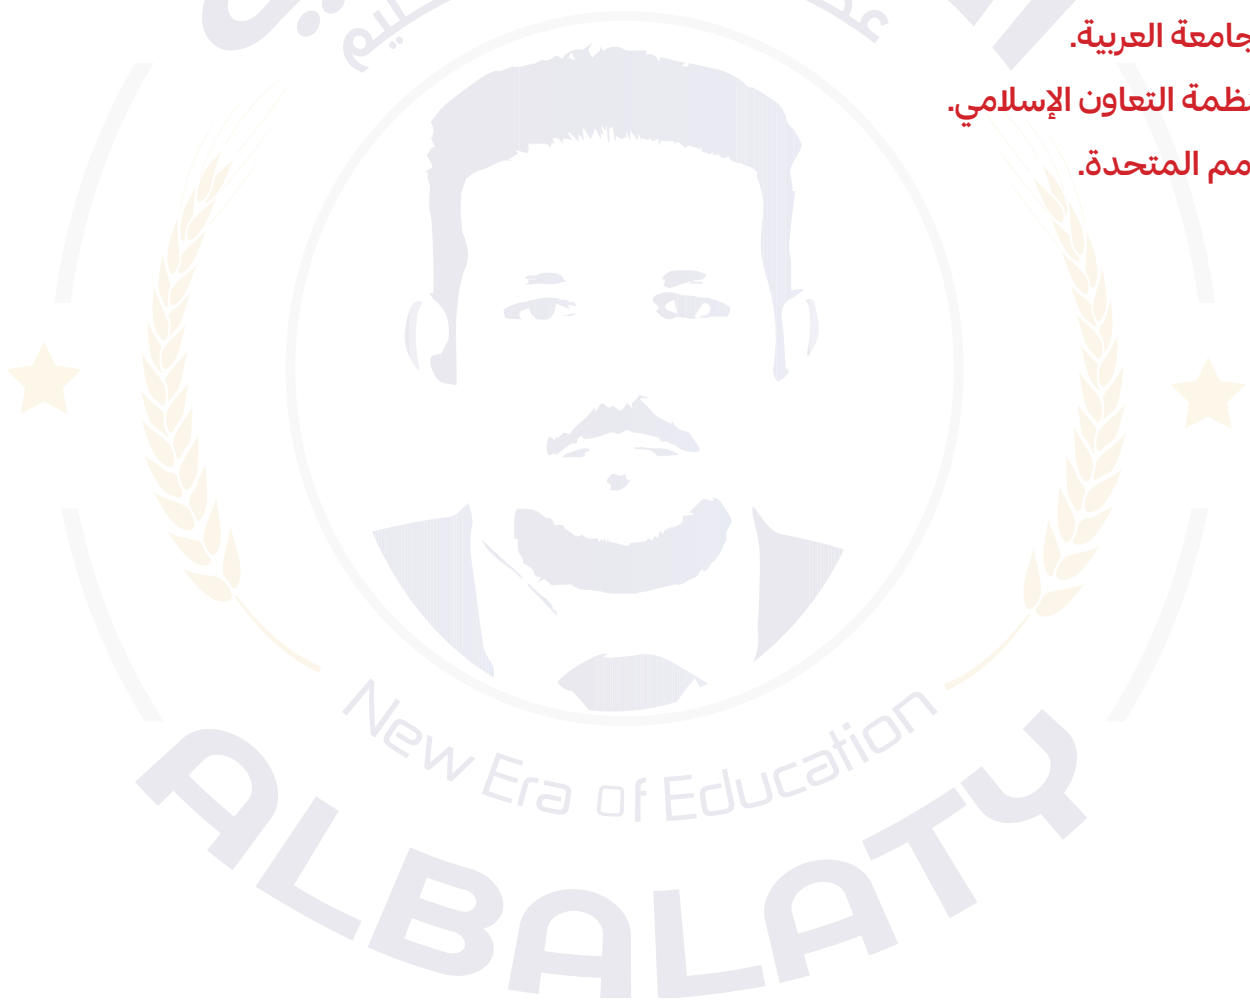 جامعة العربية.
نظمة التعاون الإسلامي.
مم المتحدة.
New Era of Education
ALBALATY